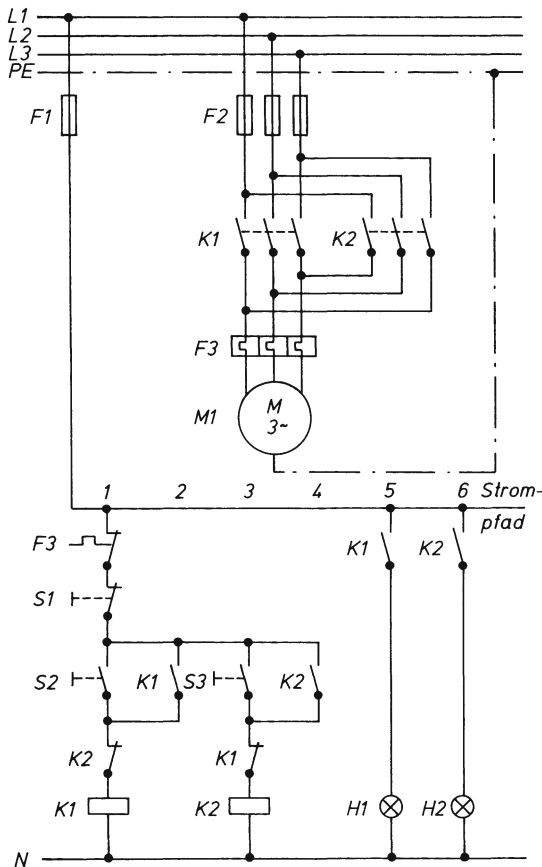 L1
L2
L3
PE
F1 F2
K1 K2
F3
M1 M
3~
1 2 3 4 5 6 Strom-
pfad
F3 K1 K2
S1
S2 K1 S3 K2
K2 K1
K1 K2 H1 H2
N